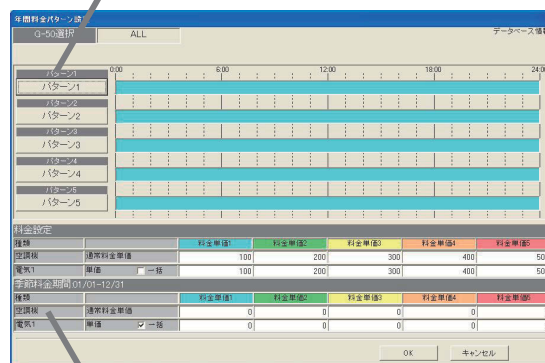 年間料金パターン設
G-50選択 ALL データベース情報
0:00 6:00 12:00 18:00 24:0
パターン1
パターン1
パターン2
パターン2
パターン3
パターン3
パターン4
パターン4
パターン5
パターン5
料金設定
種類 料金単価1 料金単価2 料金単価3 料金単価4 料金単価5
空調機 通常料金単価 100 200 300 400 50
電気1 単価 一括 100 200 300 400 50
季節料金期間:01/01-12/31
種類 料金単価1 料金単価2 料金単価3 料金単価4 料金単価5
空調機 通常料金単価 0 0 0 0
電気1 単価 一括 0 0 0 0
OK キャンセル